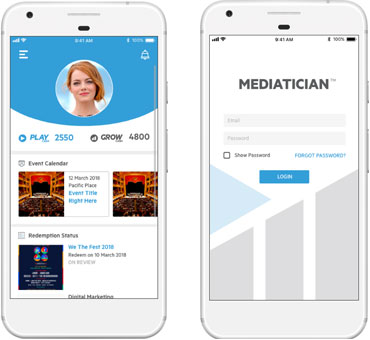 9:41 AM
100%
PLAY 2550
GROW 4800
Event Calendar
12 March 2018
Pacific Place
Event Title
Right Here
Redemption Status
We The Fest 2018
Redeem on 10 March 2018
ON REVIEW
Digital Marketing
9:41 AM
100%
MEDIATICIAN™
Email
Password
Show Password
FORGOT PASSWORD?
LOGIN